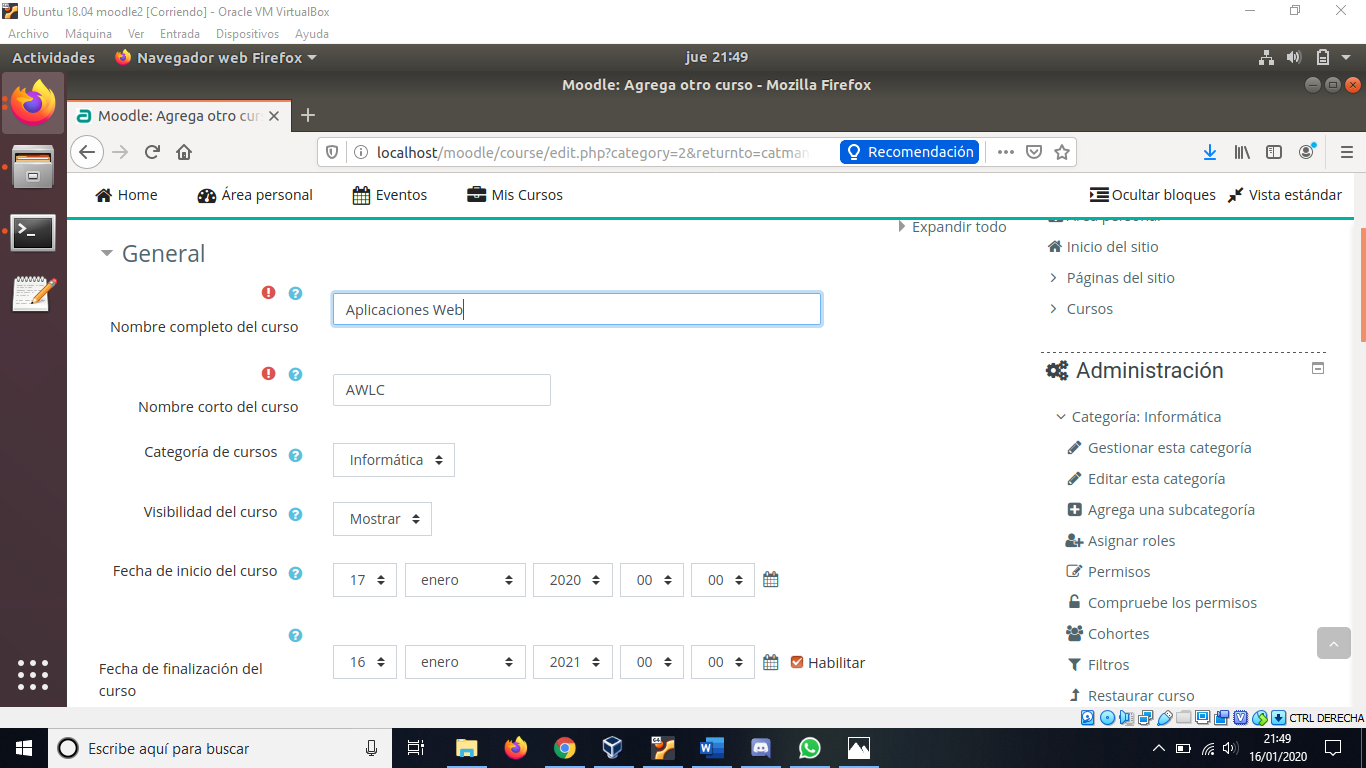 Ubuntu 18.04 moodle2 [Corriendo] - Oracle VM VirtualBox
Archivo Máquina Ver Entrada Dispositivos Ayuda
Actividades Navegador web Firefox jue 21:49
Moodle: Agrega otro curso - Mozilla Firefox
Moodle: Agrega otro cur
localhost/moodle/course/edit.php?category=2&returnto=catman Recomendación
Home Área personal Eventos Mis Cursos Ocultar bloques Vista estándar
Expandir todo
General
Nombre completo del curso
Aplicaciones Web
Nombre corto del curso
AWLC
Categoría de cursos Informática
Visibilidad del curso Mostrar
Fecha de inicio del curso 17 enero 2020 00 00
Fecha de finalización del
curso
16 enero 2021 00 00 Habilitar
Área personal
Inicio del sitio
Páginas del sitio
Cursos
Administración
Categoría: Informática
Gestionar esta categoría
Editar esta categoría
Agrega una subcategoría
Asignar roles
Permisos
Compruebe los permisos
Cohortes
Filtros
Restaurar curso
CTRL DERECHA
Escribe aquí para buscar
21:49
16/01/2020